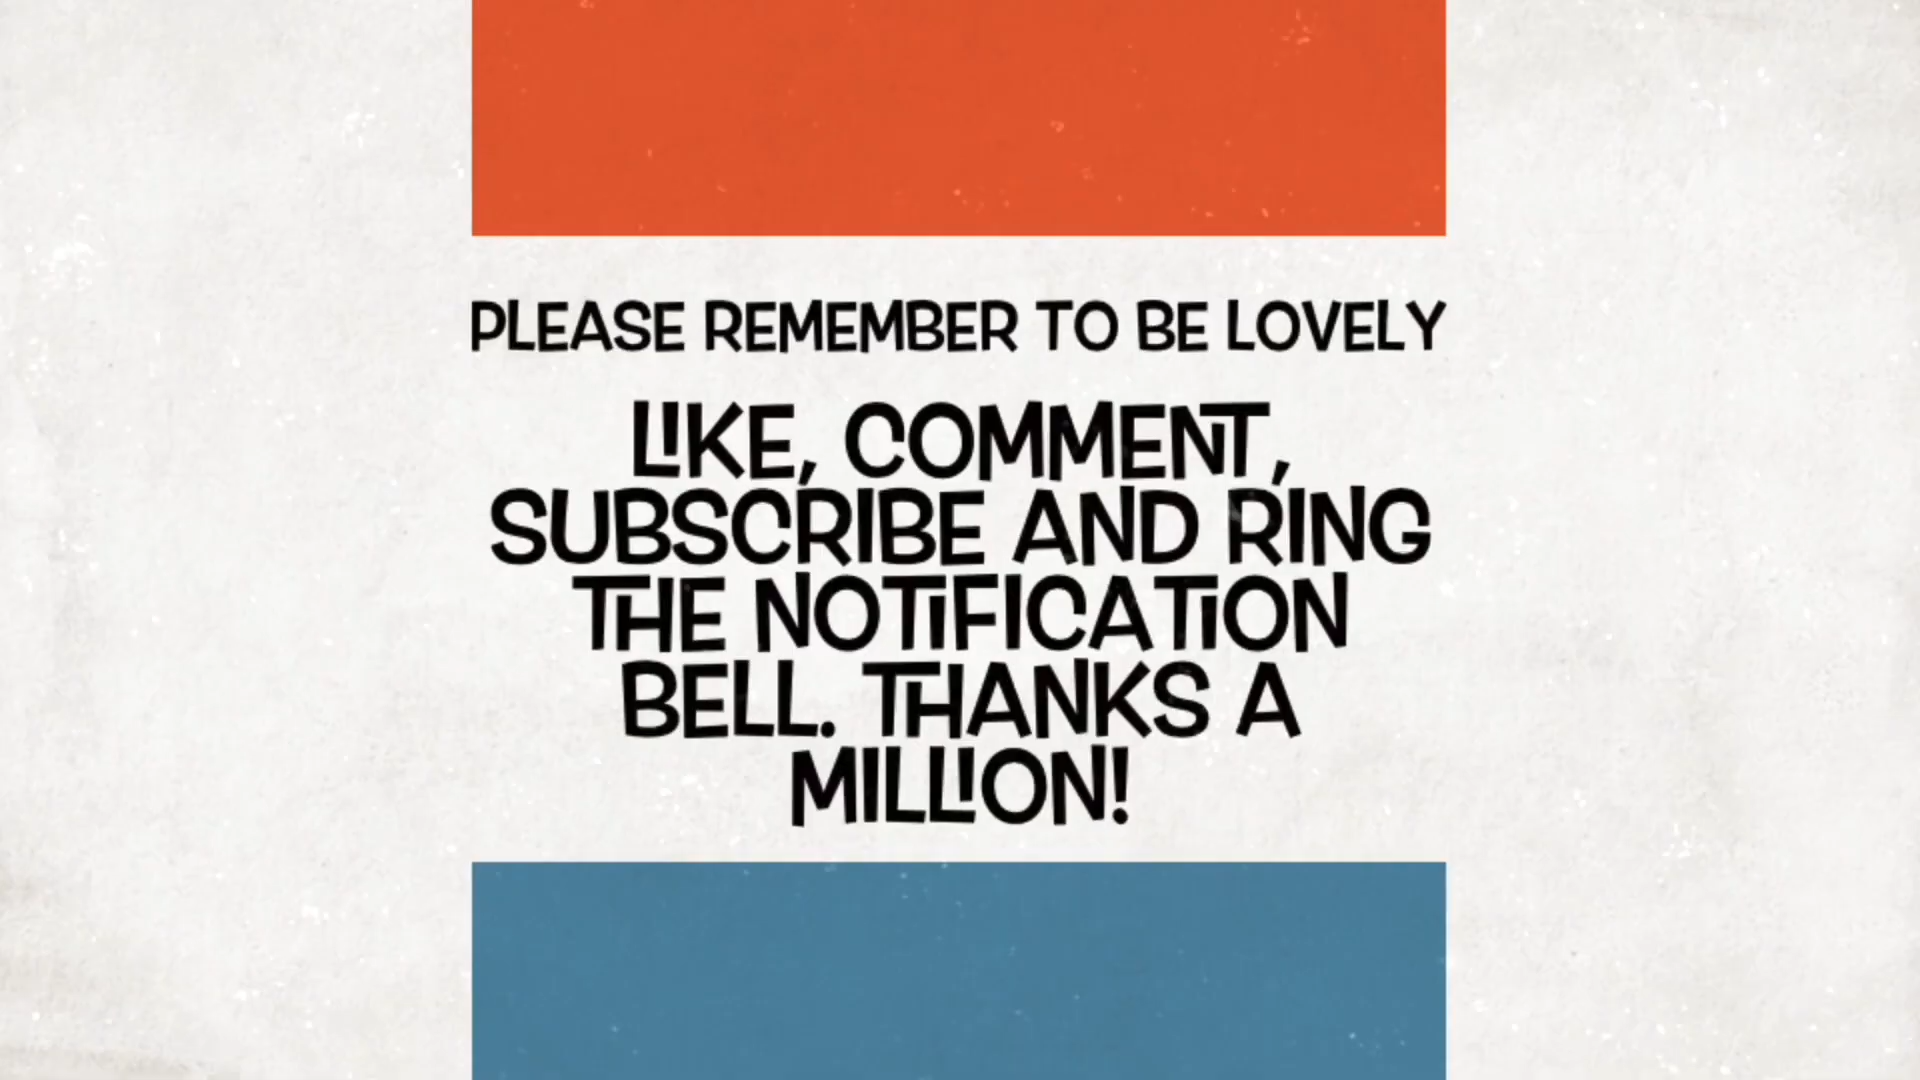 PLEASE REMEMBER TO BE LOVELY
LIKE, COMMENT,
SUBSCRIBE AND RING
THE NOTIFICATION
BELL. THANKS A
MILLION!